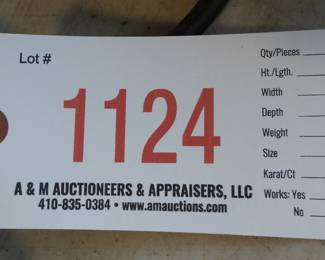 Lot #
1124
A & M AUCTIONEERS & APPRAISERS, LLC
410-835-0384 • www.amauctions.com
Qty/Pieces
Ht./Lgth.
Width
Depth
Weight
Size
Karat/Ct
Works: Yes
No